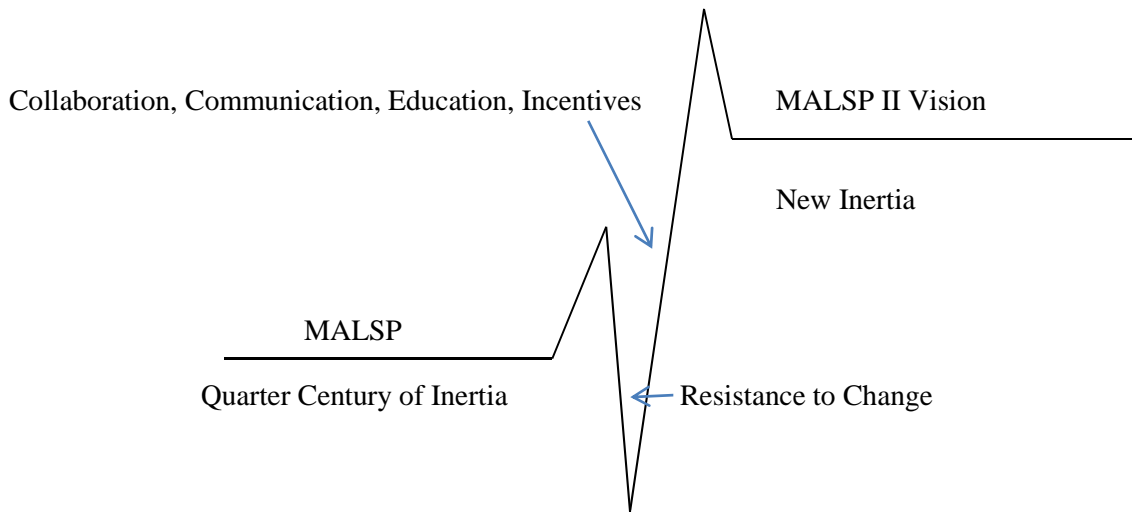 Collaboration, Communication, Education, Incentives
MALSP II Vision
New Inertia
MALSP
Quarter Century of Inertia
Resistance to Change